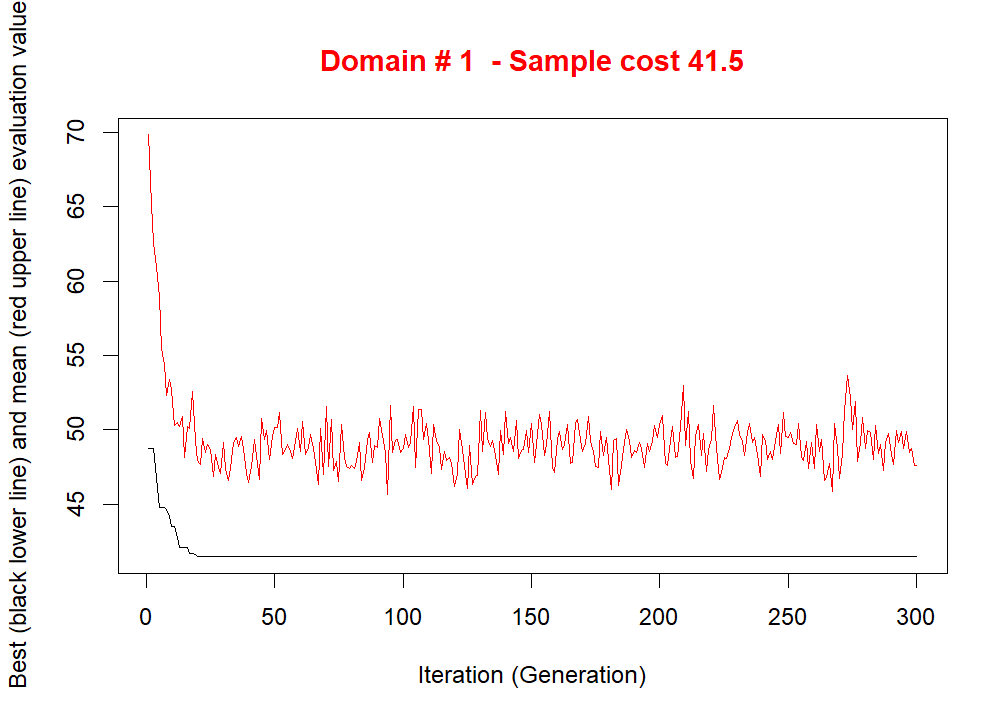 Domain # 1  - Sample cost 41.5
Best (black lower line) and mean (red upper line) evaluation value
70
65
60
55
50
45
0 50 100 150 200 250 300
Iteration (Generation)